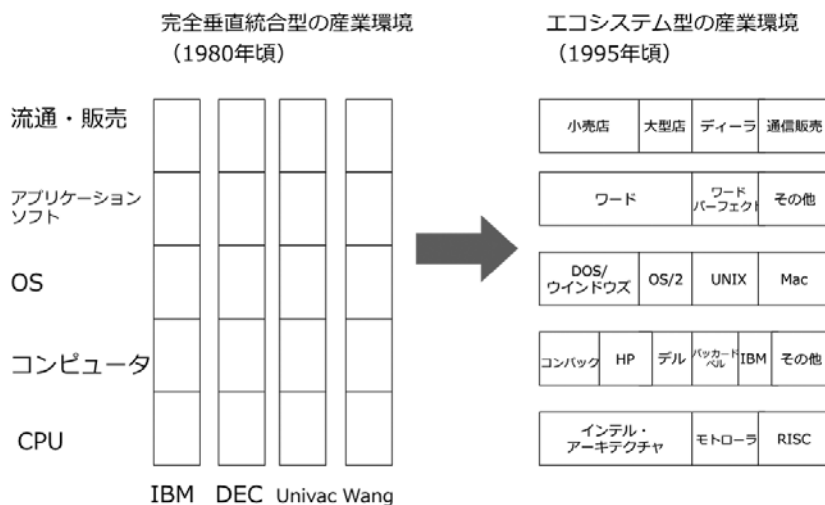 完全垂直統合型の産業環境
(1980年頃)
エコシステム型の産業環境
(1995年頃)
流通・販売
小売店 大型店 ディーラ 通信販売
アプリケーション
ソフト
ワード
ワード
パーフェクト
その他
OS
DOS/
ウインドウズ
OS/2 UNIX Mac
コンピュータ
コンパック HP デル
パッカード
ベル
IBM その他
CPU
インテル・
アーキテクチャ
モトローラ RISC
IBM DEC Univac Wang